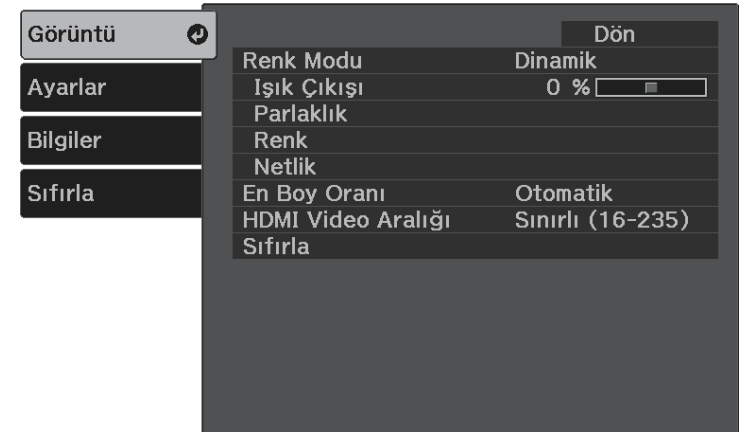 Görüntü
Ayarlar
Bilgiler
Sıfırla
Dön
Renk Modu Dinamik
Işık Çıkışı 0 %
Parlaklık
Renk
Netlik
En Boy Oranı Otomatik
HDMI Video Aralığı Sınırlı (16-235)
Sıfırla